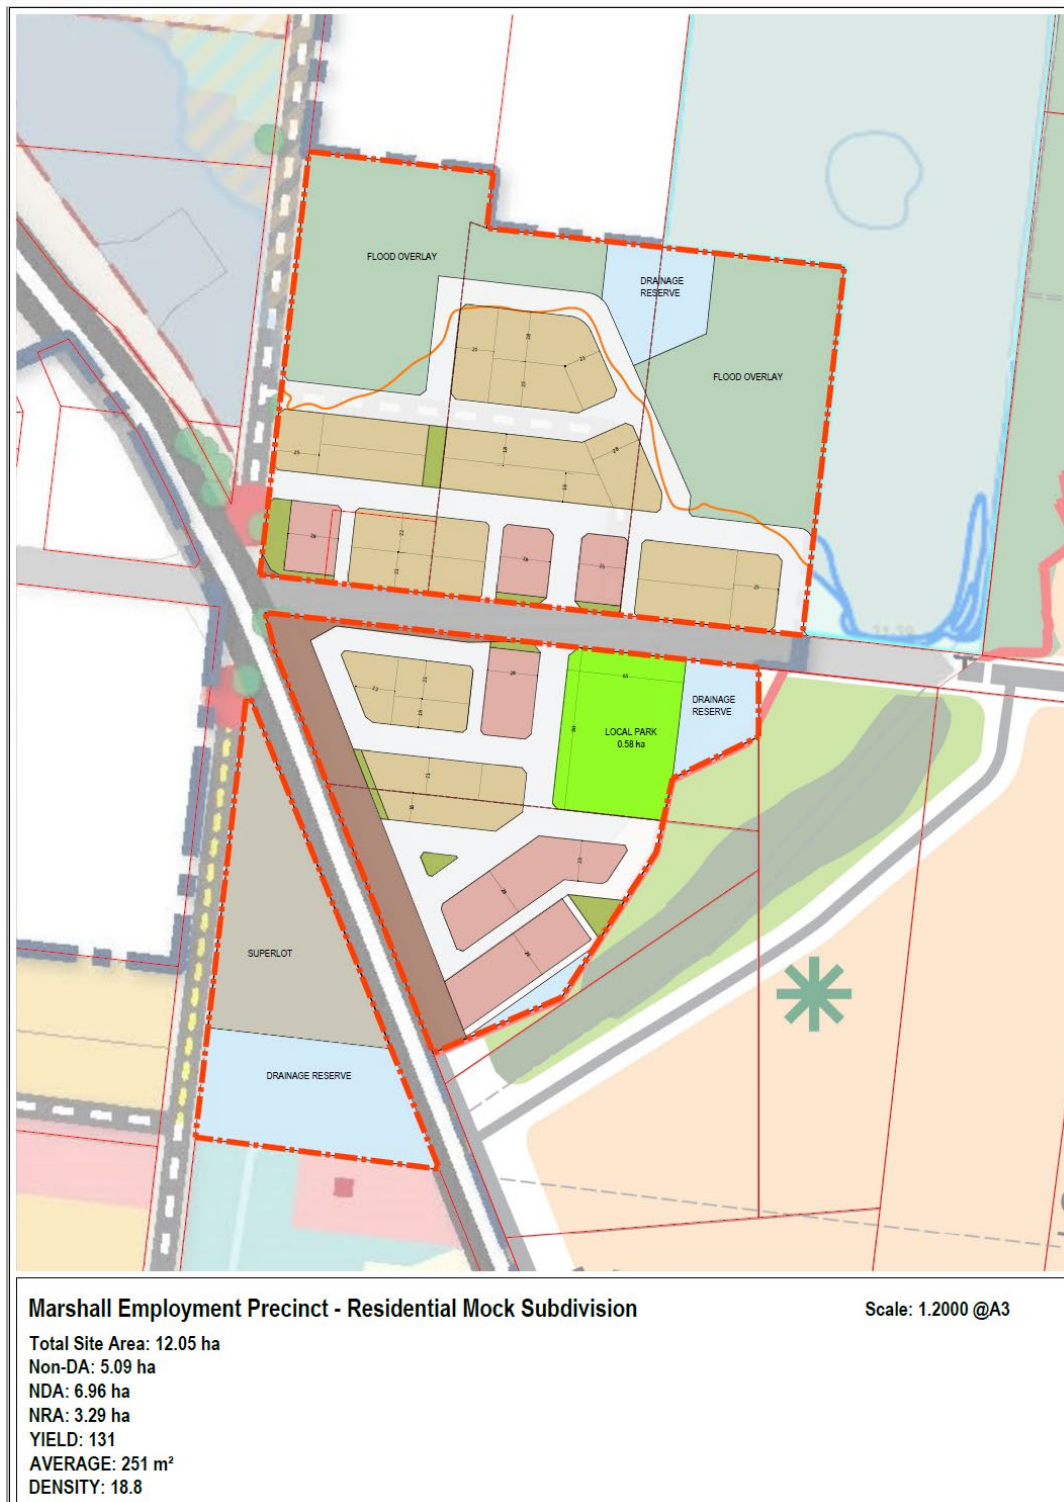 FLOOD OVERLAY
DRAINAGE
RESERVE
FLOOD OVERLAY
DRAINAGE
RESERVE
LOCAL PARK
0.58 ha
SUPERLOT
DRAINAGE RESERVE
Marshall Employment Precinct - Residential Mock Subdivision
Scale: 1.2000 @A3
Total Site Area: 12.05 ha
Non-DA: 5.09 ha
NDA: 6.96 ha
NRA: 3.29 ha
YIELD: 131
AVERAGE: 251 m²
DENSITY: 18.8